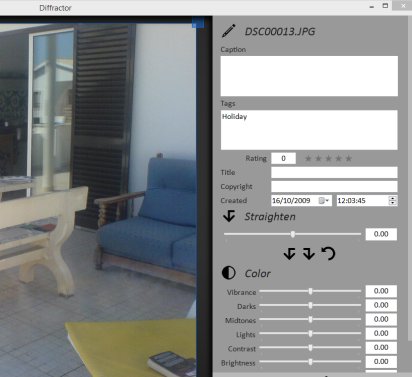 Diffractor
DSC00013.JPG
Caption
Tags
Holiday
Rating 0
Title
Copyright
Created 16/10/2009 12:03:45
Straighten
0.00
Color
Vibrance 0.00
Darks 0.00
Midtones 0.00
Lights 0.00
Contrast 0.00
Brightness 0.00